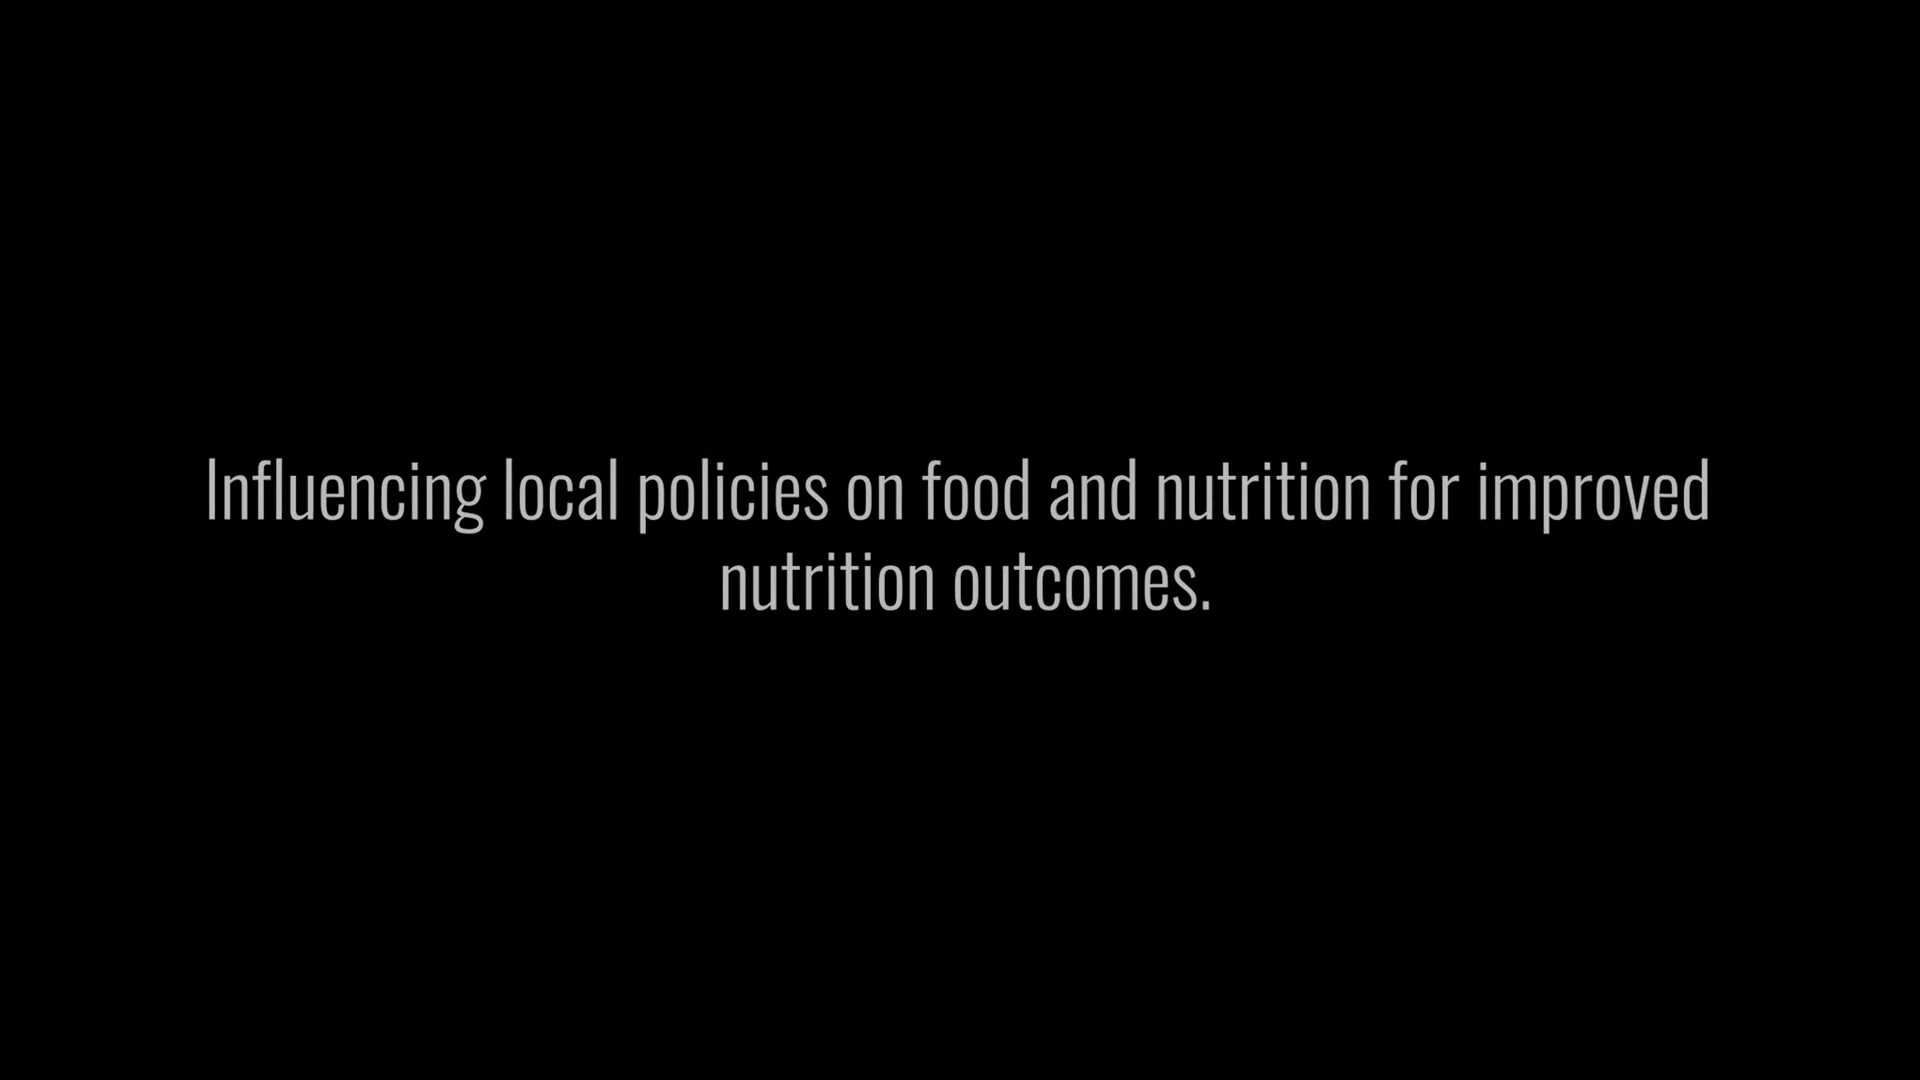 Influencing local policies on food and nutrition for improved
nutrition outcomes.